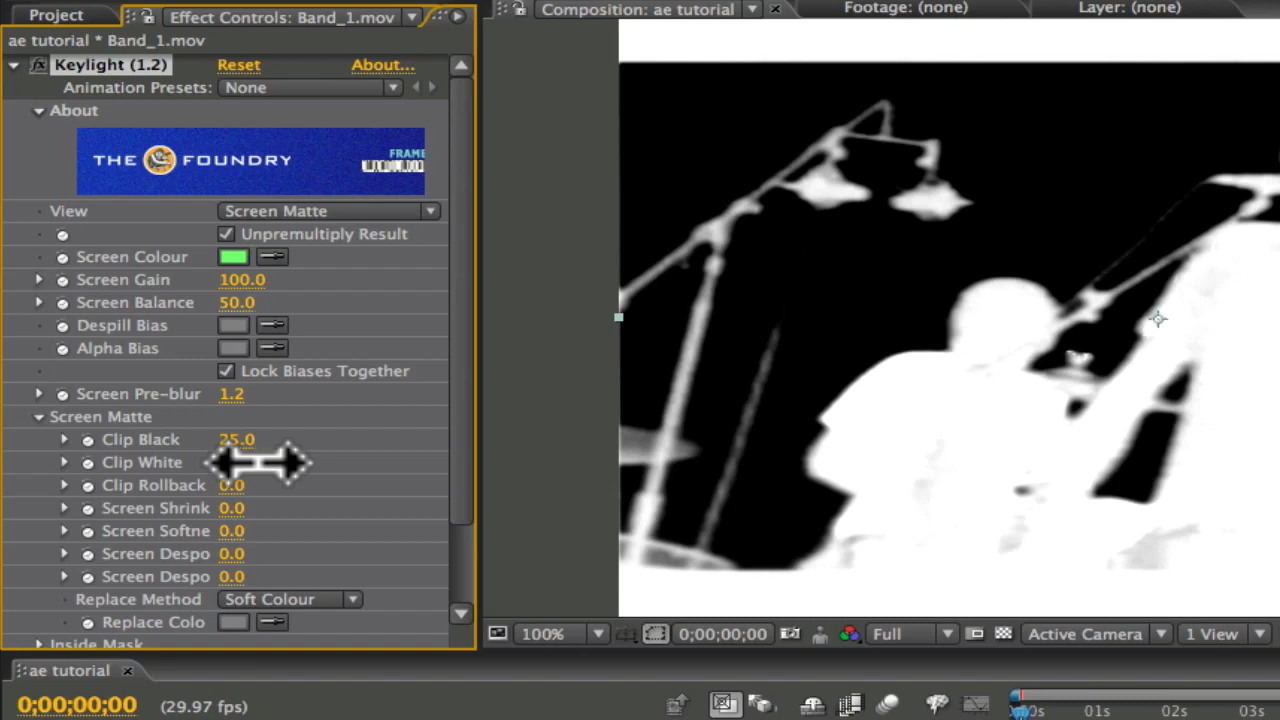 Project
Effect Controls: Band_1.mov
ae tutorial * Band_1.mov
Keylight (1.2)
Reset
About...
Animation Presets:
None
About
THE FOUNDRY
FRAME
View
Screen Matte
Unpremultiply Result
Screen Colour
Screen Gain
100.0
Screen Balance
50.0
Despill Bias
Alpha Bias
Lock Biases Together
Screen Pre-blur
1.2
Screen Matte
Clip Black
25.0
Clip White
Clip Rollback
0.0
Screen Shrink
0.0
Screen Softne
0.0
Screen Despo
0.0
Screen Despo
0.0
Replace Method
Soft Colour
Replace Colo
Inside Mask
Composition: ae tutorial
Footage: (none)
Layer: (none)
100%
0;00;00;00
Full
Active Camera
1 View
ae tutorial
0;00;00;00
(29.97 fps)
01s
02s
03s